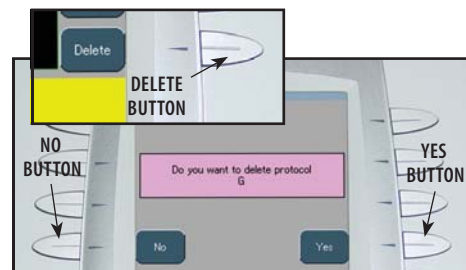 Delete
DELETE
BUTTON
NO
BUTTON
YES
BUTTON
Do you want to delete protocol
G
No
Yes